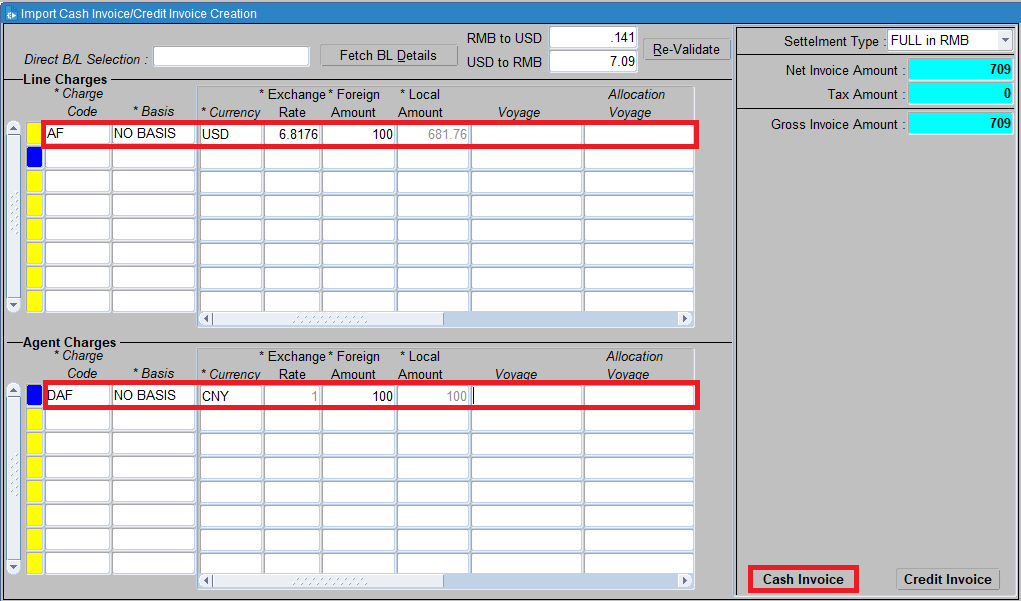 Import Cash Invoice/Credit Invoice Creation
Direct B/L Selection :
Fetch BL Details
RMB to USD .141
USD to RMB 7.09
Re-Validate
Settelment Type : FULL in RMB
Net Invoice Amount : 709
Tax Amount : 0
Gross Invoice Amount : 709
Line Charges
* Charge * Exchange * Foreign * Local Allocation
Code * Basis * Currency Rate Amount Amount Voyage Voyage
AF NO BASIS USD 6.8176 100 681.76
Agent Charges
* Charge * Exchange * Foreign * Local Allocation
Code * Basis * Currency Rate Amount Amount Voyage Voyage
DAF NO BASIS CNY 1 100 100
Cash Invoice Credit Invoice